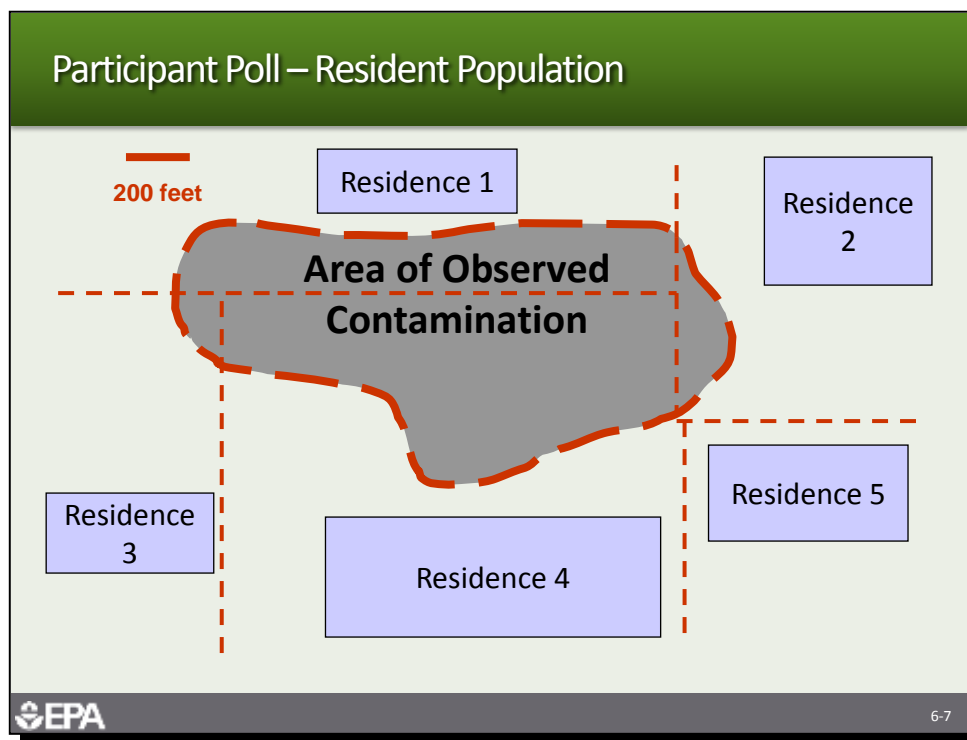 Participant Poll – Resident Population
200 feet
Residence 1
Residence
2
Area of Observed
Contamination
Residence
3
Residence 4
Residence 5
EPA
6-7